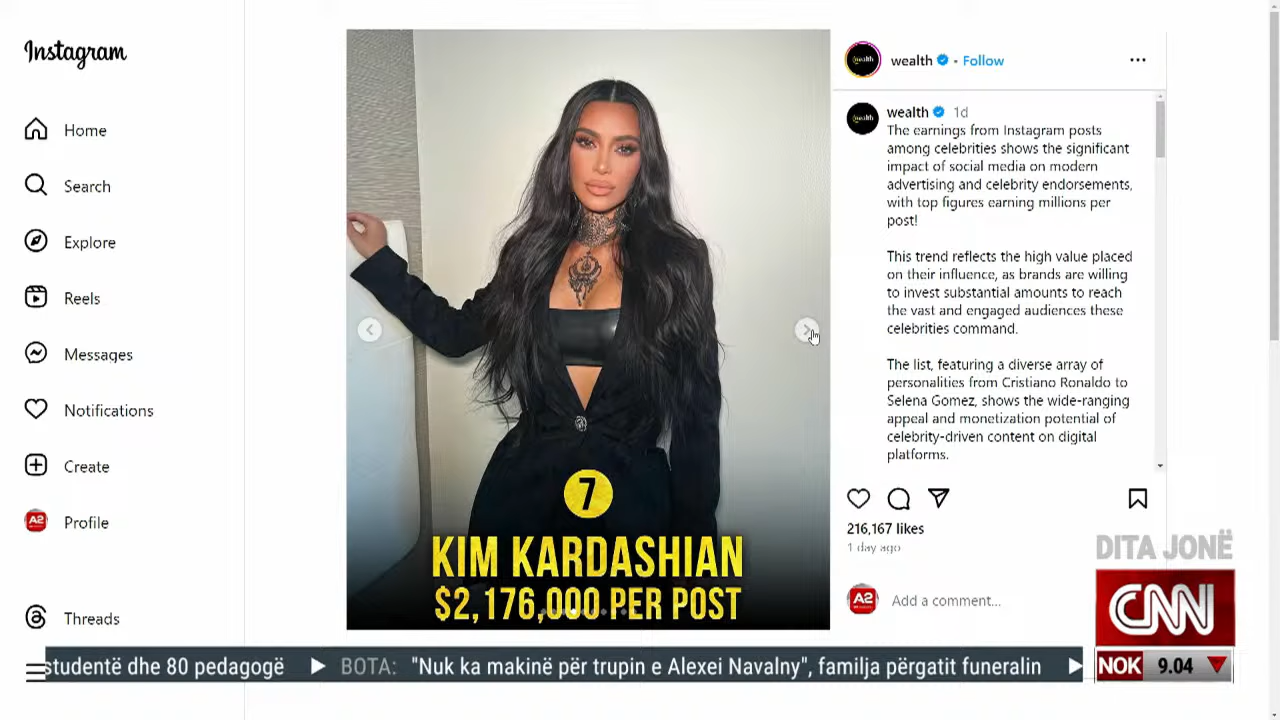 Instagram
Home
Search
Explore
Reels
Messages
Notifications
Create
A2
Profile
Threads
7
KIM KARDASHIAN
$2,176,000 PER POST
wealth
wealth • Follow
wealth
wealth 1d
The earnings from Instagram posts
among celebrities shows the significant
impact of social media on modern
advertising and celebrity endorsements,
with top figures earning millions per
post!
This trend reflects the high value placed
on their influence, as brands are willing
to invest substantial amounts to reach
the vast and engaged audiences these
celebrities command.
The list, featuring a diverse array of
personalities from Cristiano Ronaldo to
Selena Gomez, shows the wide-ranging
appeal and monetization potential of
celebrity-driven content on digital
platforms.
216,167 likes
1 day ago
A2
Add a comment...
DITA JONË
CNN
studentë dhe 80 pedagogë ▶ BOTA: "Nuk ka makinë për trupin e Alexei Navalny", familja përgatit funeralin ▶
NOK 9.04 ▼